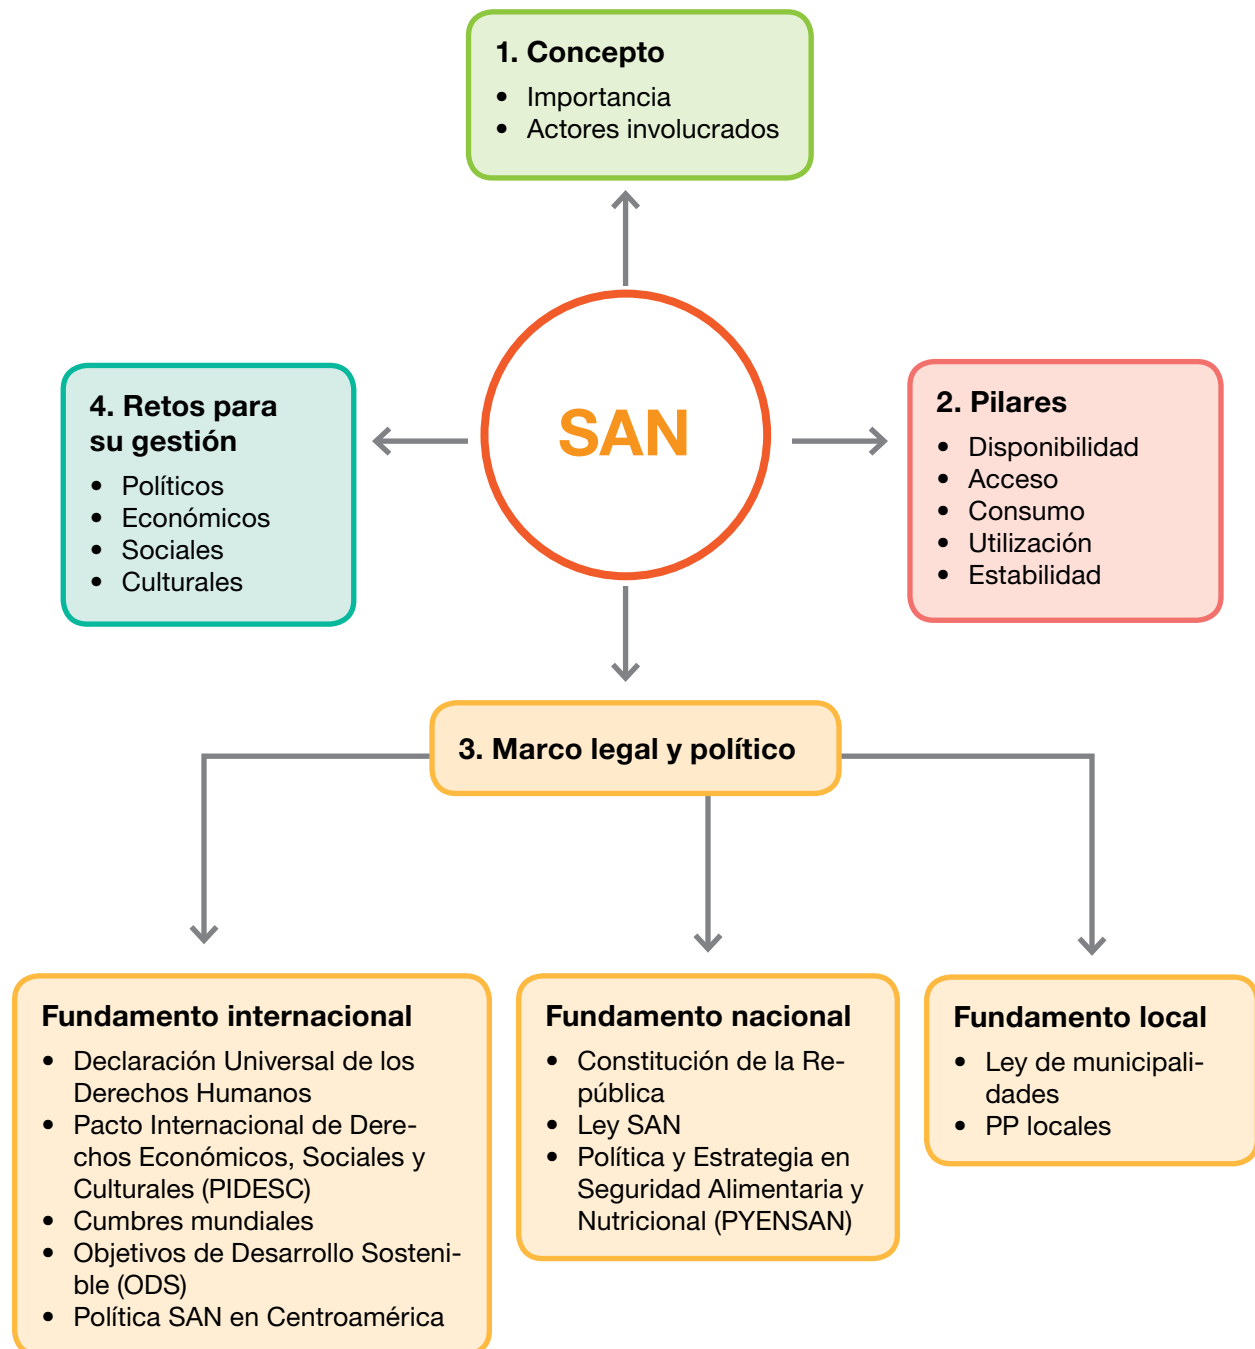 1. Concepto
• Importancia
• Actores involucrados
SAN
4. Retos para
su gestión
• Políticos
• Económicos
• Sociales
• Culturales
2. Pilares
• Disponibilidad
• Acceso
• Consumo
• Utilización
• Estabilidad
3. Marco legal y político
Fundamento internacional
• Declaración Universal de los
Derechos Humanos
• Pacto Internacional de Dere-
chos Económicos, Sociales y
Culturales (PIDESC)
• Cumbres mundiales
• Objetivos de Desarrollo Sosteni-
ble (ODS)
• Política SAN en Centroamérica
Fundamento nacional
• Constitución de la Re-
pública
• Ley SAN
• Política y Estrategia en
Seguridad Alimentaria y
Nutricional (PYENSAN)
Fundamento local
• Ley de municipali-
dades
• PP locales